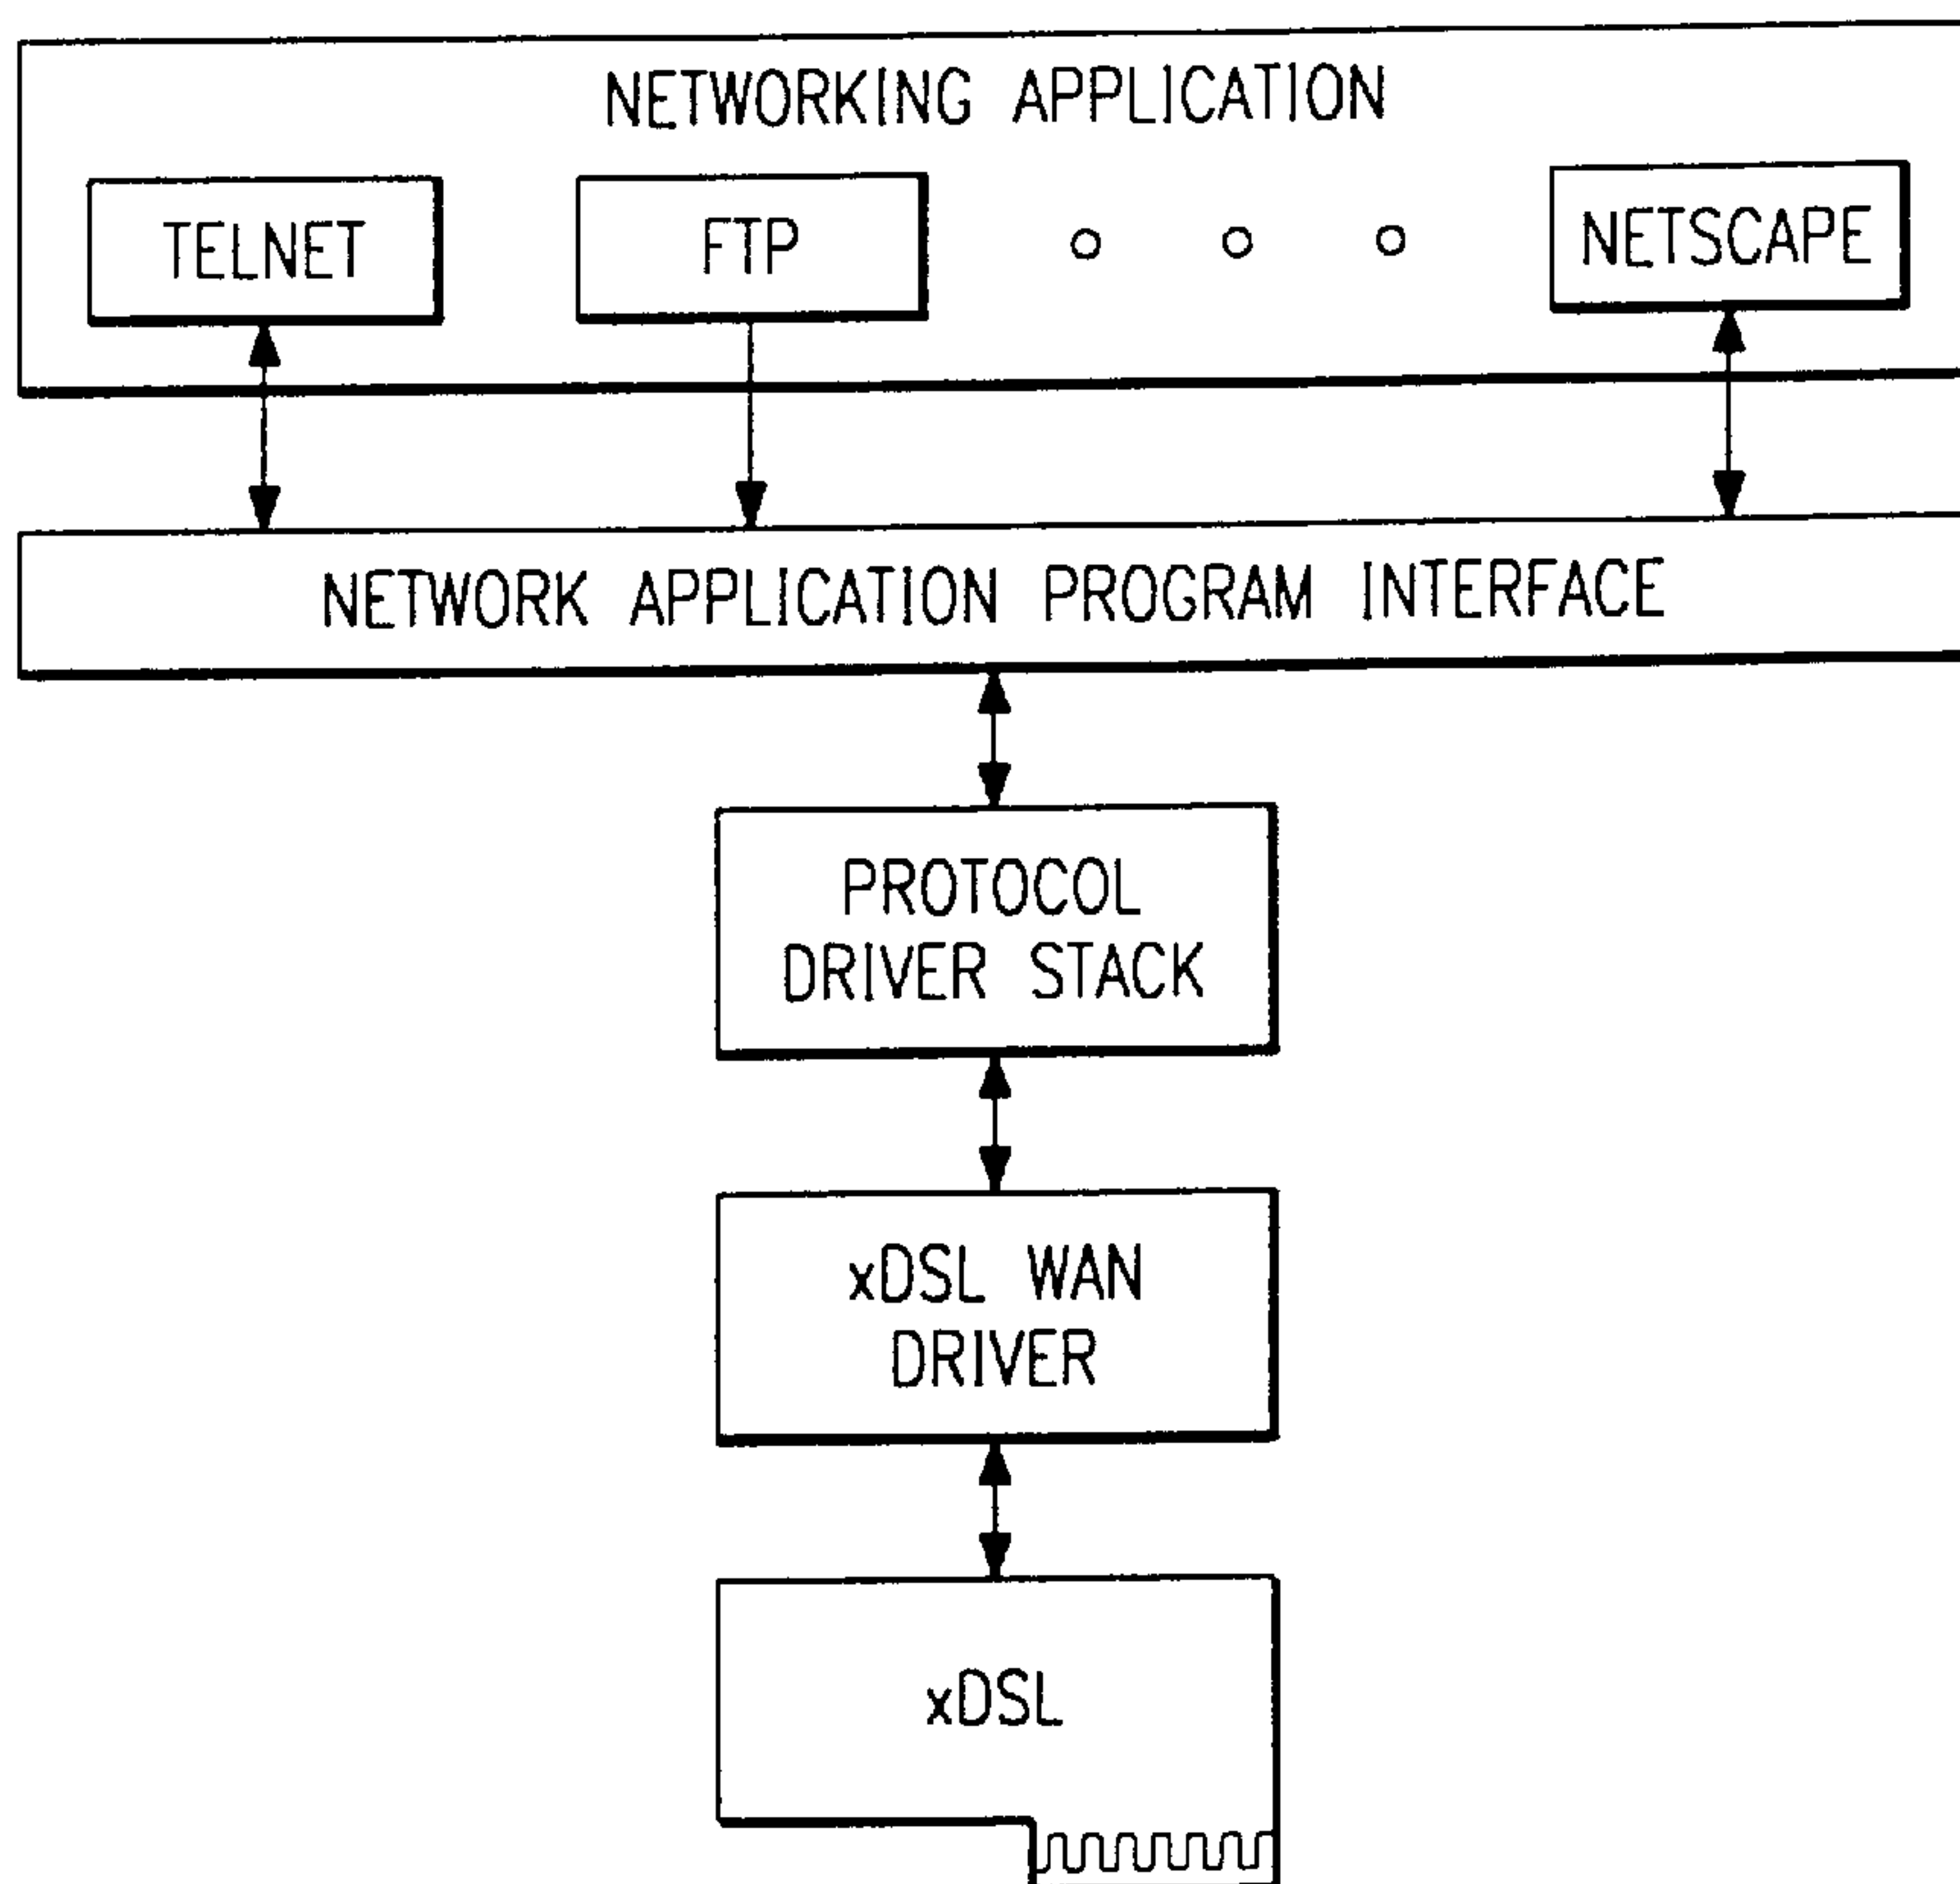 NETWORKING APPLICATION
TELNET
FTP
NETSCAPE
NETWORK APPLICATION PROGRAM INTERFACE
PROTOCOL
DRIVER STACK
xDSL WAN
DRIVER
xDSL